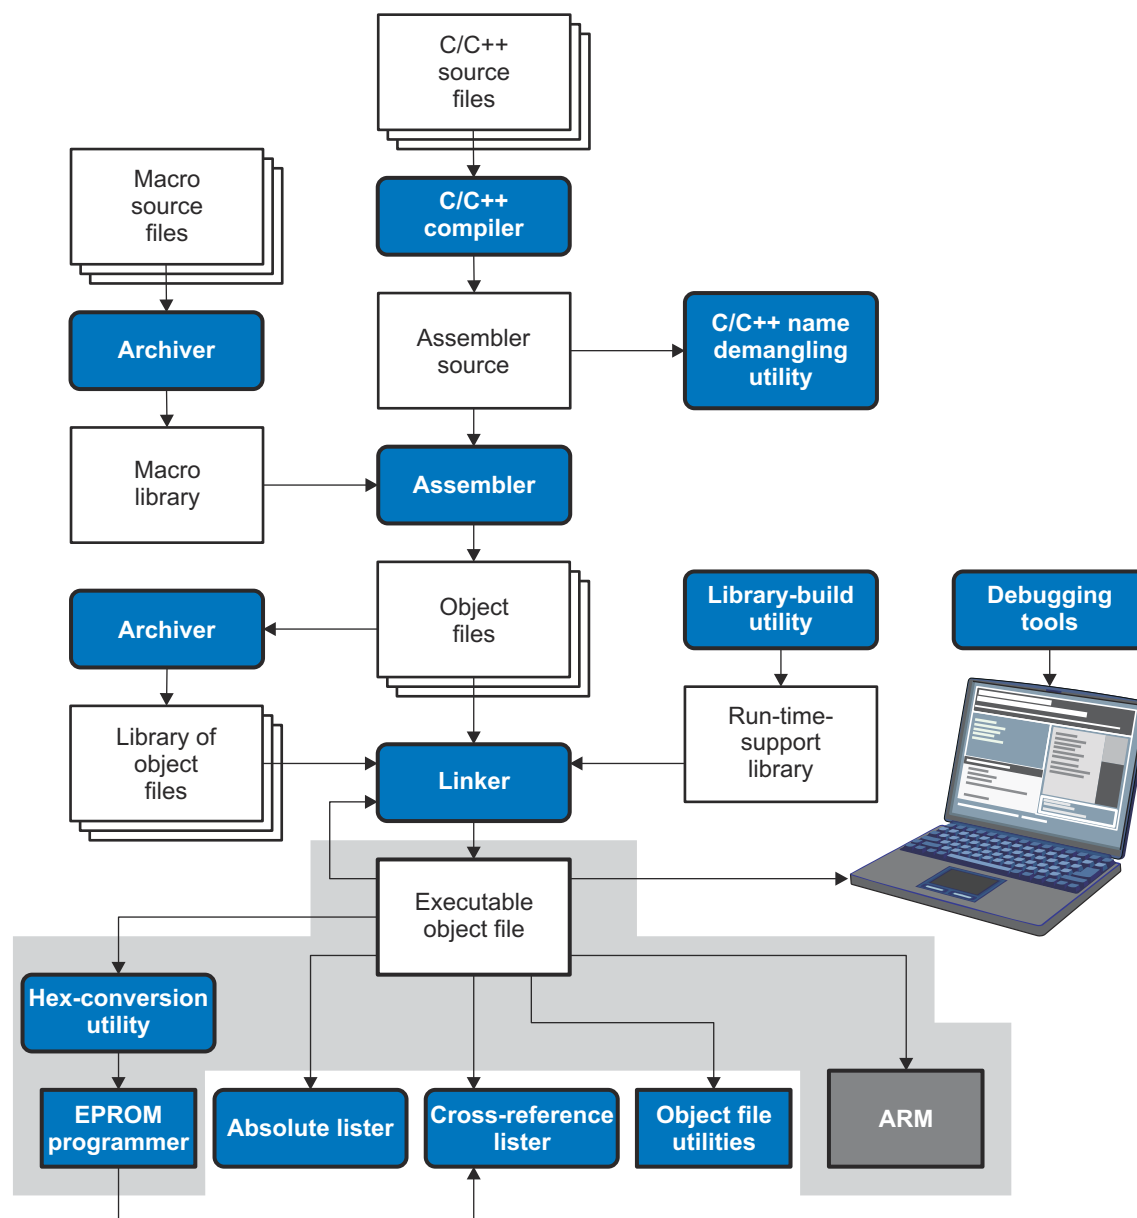 C/C++
source
files
Macro
source
files
C/C++
compiler
Archiver
Assembler
source
C/C++ name
demangling
utility
Macro
library
Assembler
Archiver
Object
files
Library-build
utility
Debugging
tools
Library of
object
files
Linker
Run-time-
support
library
Executable
object file
Hex-conversion
utility
EPROM
programmer
Absolute lister
Cross-reference
lister
Object file
utilities
ARM